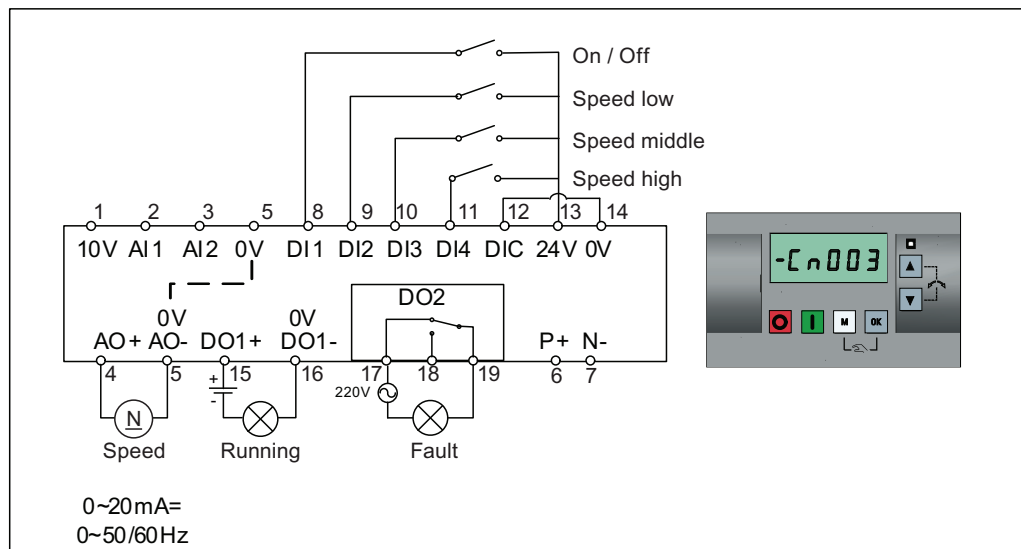 On / Off
Speed low
Speed middle
Speed high
1 2 3 5 8 9 10 11 12 13 14
10V AI1 AI2 0V DI1 DI2 DI3 DI4 DIC 24V 0V
DO2
0V 0V
AO+ AO- DO1+ DO1- P+ N-
4 5 15 16 17 18 19 6 7
+
-
220V
N
Speed Running Fault
0~20mA=
0~50/60Hz
-Cn003
M OK